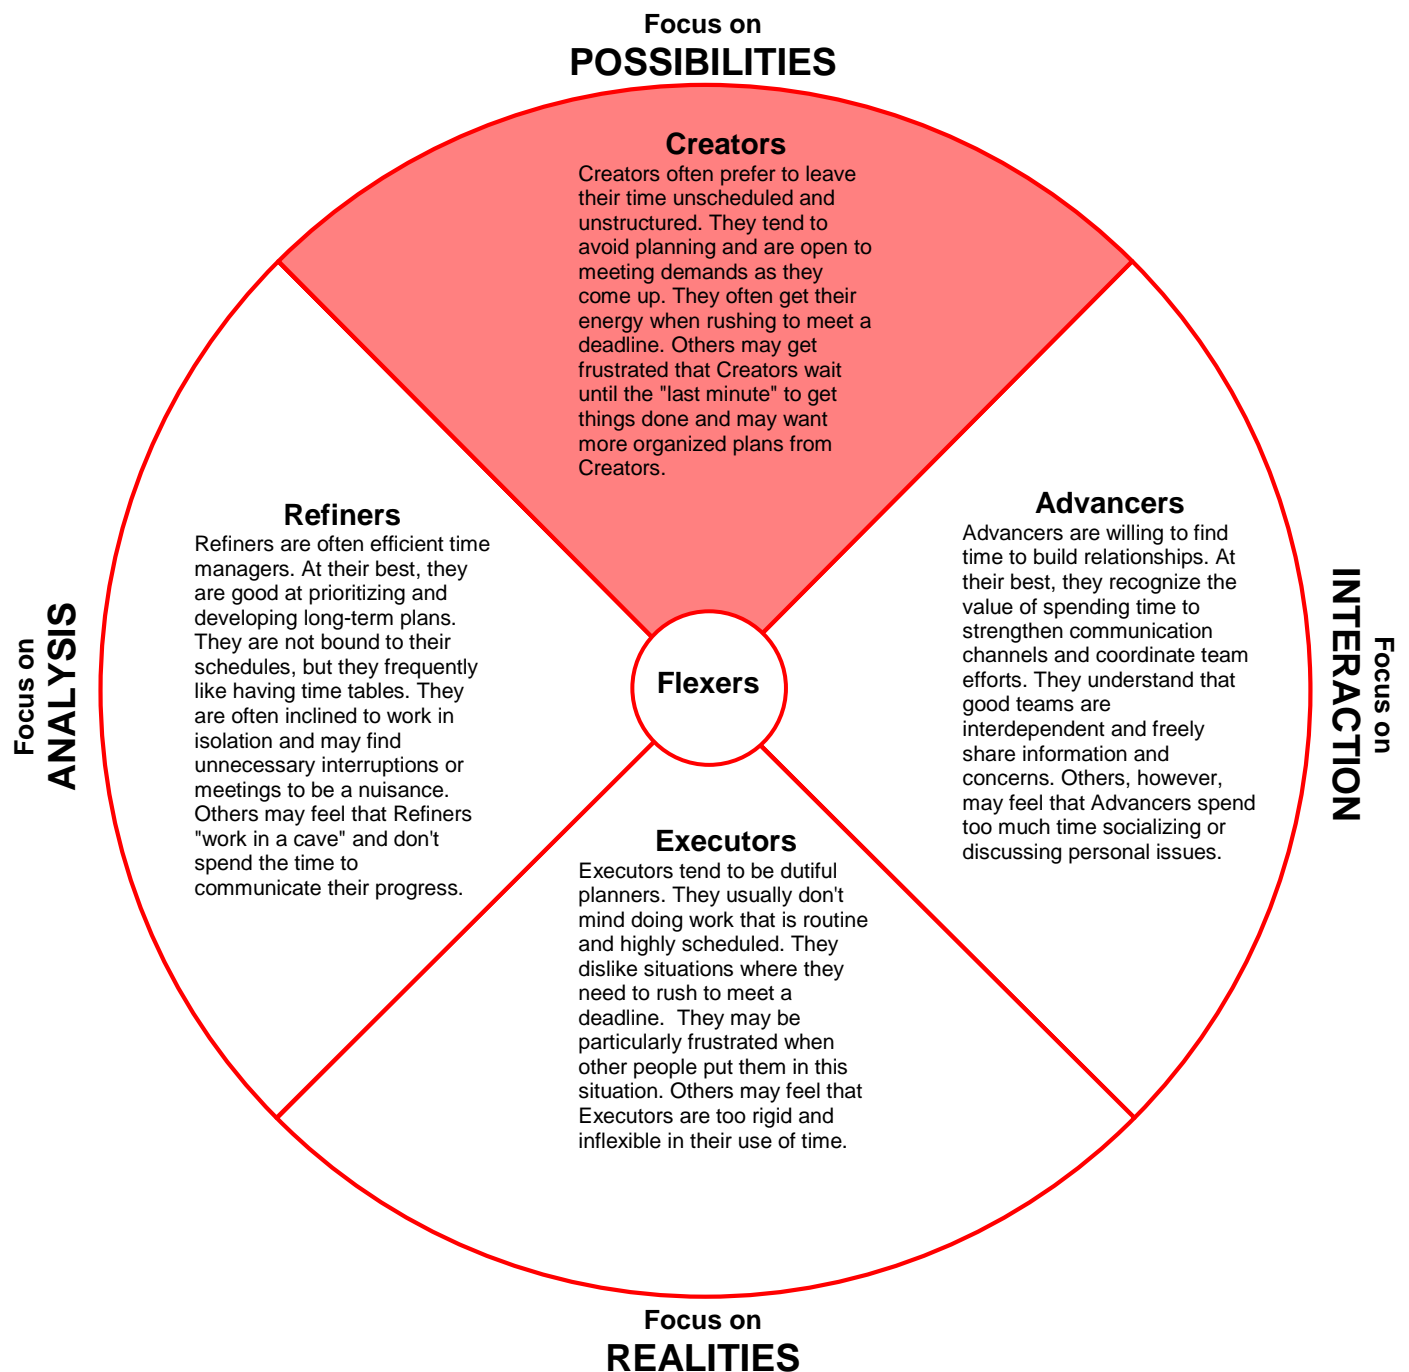 Focus on
POSSIBILITIES
Creators
Creators often prefer to leave
their time unscheduled and
unstructured. They tend to
avoid planning and are open to
meeting demands as they
come up. They often get their
energy when rushing to meet a
deadline. Others may get
frustrated that Creators wait
until the "last minute" to get
things done and may want
more organized plans from
Creators.
Focus on
ANALYSIS
Refiners
Refiners are often efficient time
managers. At their best, they
are good at prioritizing and
developing long-term plans.
They are not bound to their
schedules, but they frequently
like having time tables. They
are often inclined to work in
isolation and may find
unnecessary interruptions or
meetings to be a nuisance.
Others may feel that Refiners
"work in a cave" and don't
spend the time to
communicate their progress.
Flexers
Advancers
Advancers are willing to find
time to build relationships. At
their best, they recognize the
value of spending time to
strengthen communication
channels and coordinate team
efforts. They understand that
good teams are
interdependent and freely
share information and
concerns. Others, however,
may feel that Advancers spend
too much time socializing or
discussing personal issues.
Focus on
INTERACTION
Executors
Executors tend to be dutiful
planners. They usually don't
mind doing work that is routine
and highly scheduled. They
dislike situations where they
need to rush to meet a
deadline.  They may be
particularly frustrated when
other people put them in this
situation. Others may feel that
Executors are too rigid and
inflexible in their use of time.
Focus on
REALITIES